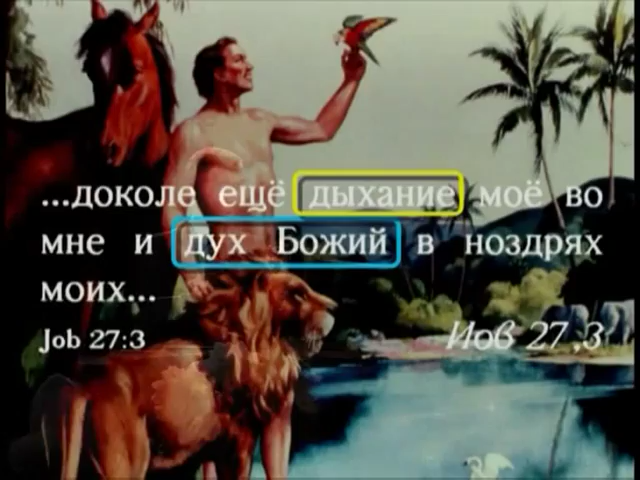 ...доколе ещё дыхание моё во
мне и дух Божий в ноздрях
моих...
Job 27:3
Иов 27,3